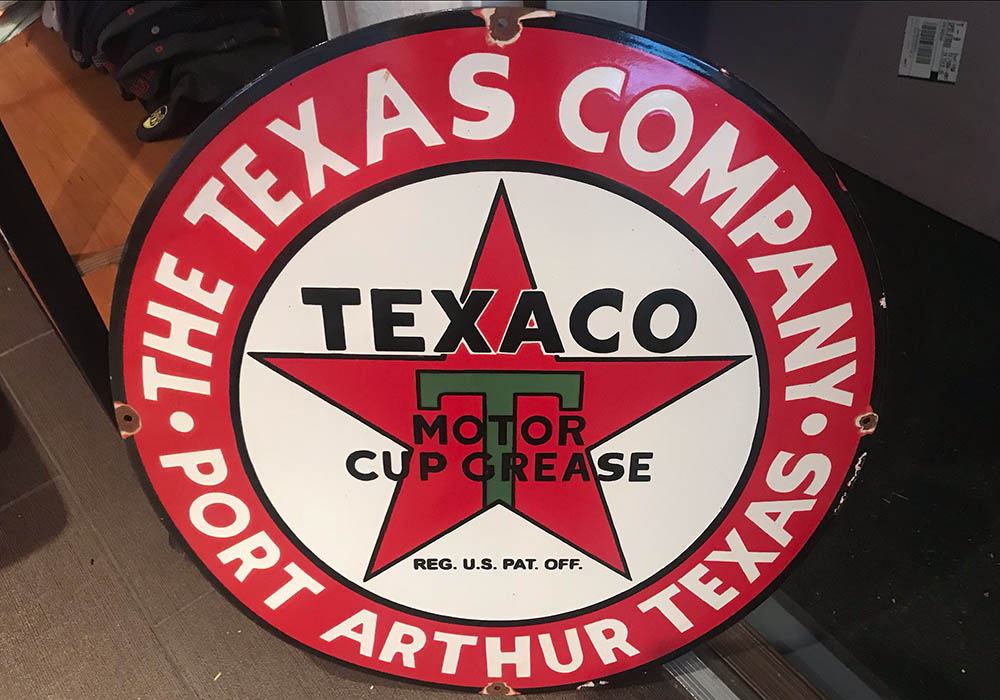 • THE TEXAS COMPANY •
TEXACO
T
MOTOR
CUP GREASE
REG. U.S. PAT. OFF.
PORT ARTHUR TEXAS